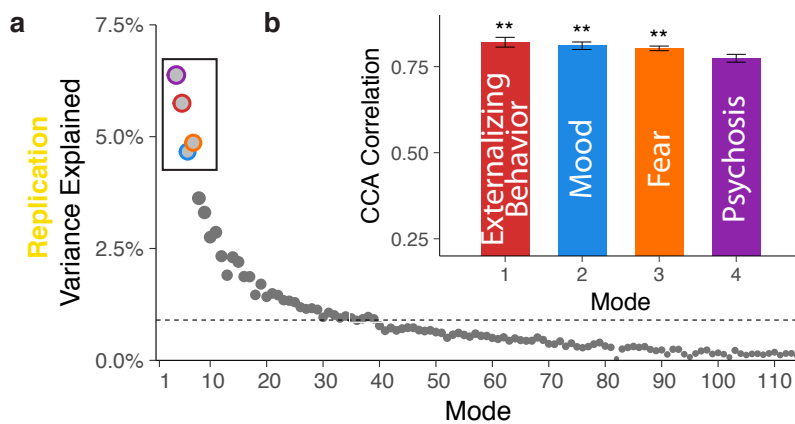 a
7.5%
5.0%
2.5%
0.0%
Replication
Variance Explained
1 10 20 30 40 50 60 70 80 90 100 110
Mode
b
CCA Correlation
0.75
0.50
0.25
** ** **
Externalizing
Behavior
Mood
Fear
Psychosis
1 2 3 4
Mode